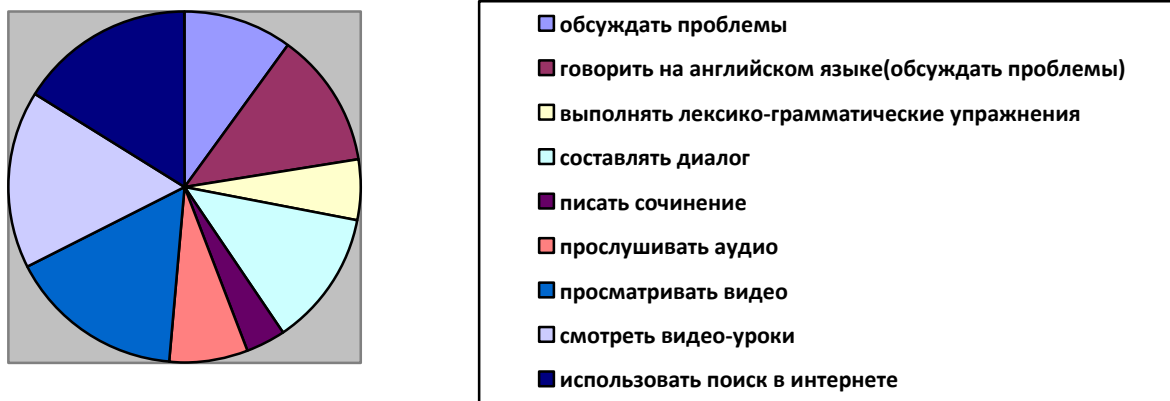 обсуждать проблемы
говорить на английском языке(обсуждать проблемы)
выполнять лексико-грамматические упражнения
составлять диалог
писать сочинение
прослушивать аудио
просматривать видео
смотреть видео-уроки
использовать поиск в интернете